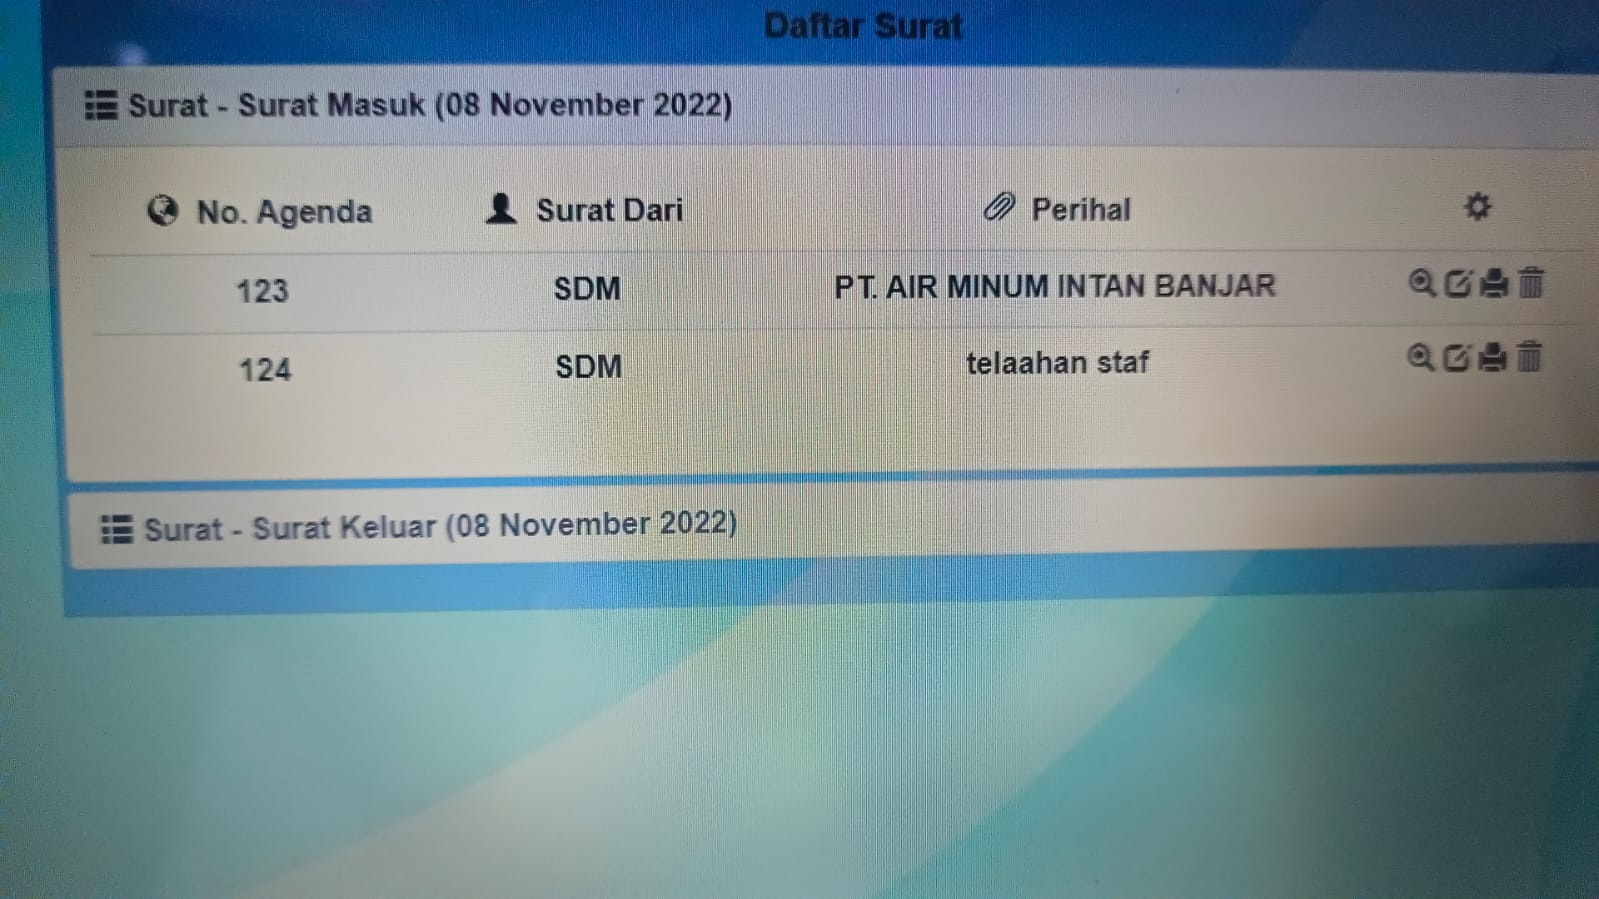 Daftar Surat
Surat - Surat Masuk (08 November 2022)
No. Agenda Surat Dari Perihal
123 SDM PT. AIR MINUM INTAN BANJAR
124 SDM telaahan staf
Surat - Surat Keluar (08 November 2022)